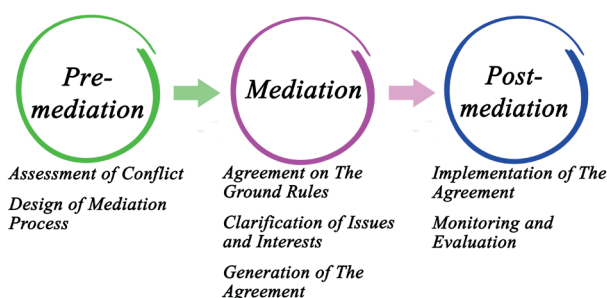 Pre-
mediation
Mediation
Post-
mediation
Assessment of Conflict
Design of Mediation
Process
Agreement on The
Ground Rules
Clarification of Issues
and Interests
Generation of The
Agreement
Implementation of The
Agreement
Monitoring and
Evaluation